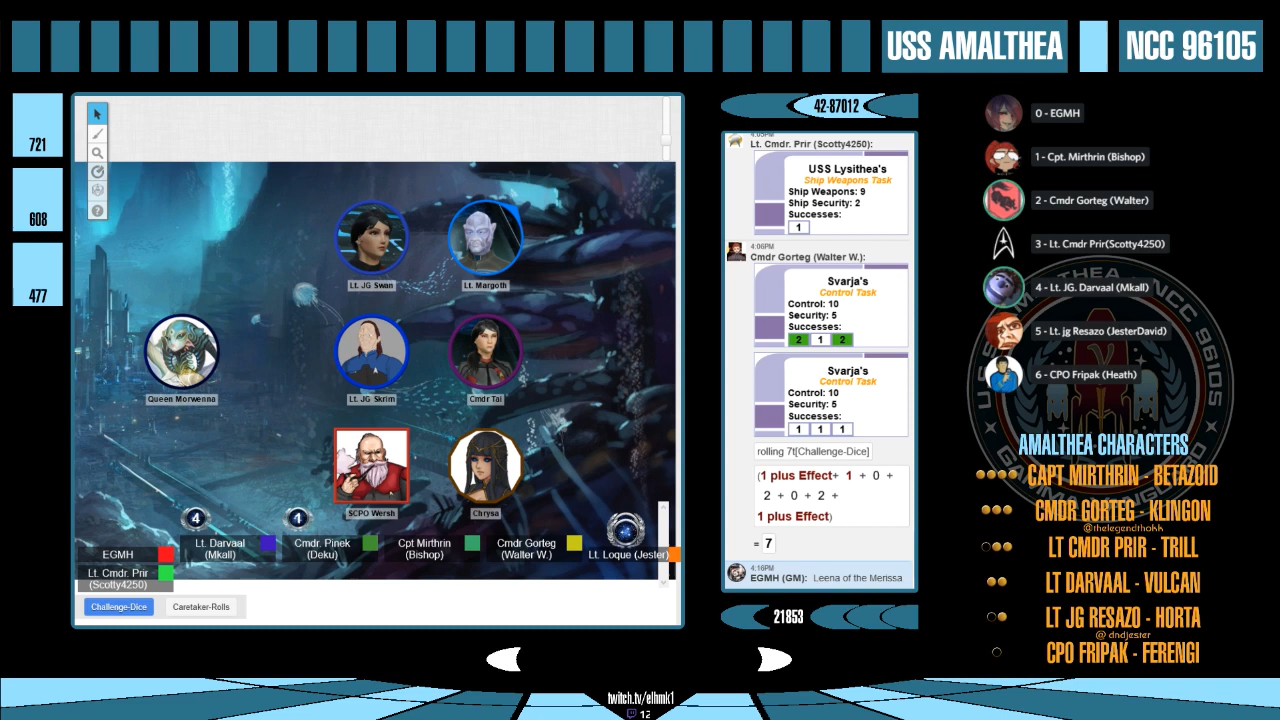 USS AMALTHEA
NCC 96105
721
608
477
Lt. JG Swan
Lt. Margoth
Queen Morwenna
Lt. JG Skrim
Cmdr Tai
SCPO Wersh
Chrysa
4
1
EGMH
Lt. Darvaal
(Mkall)
Cmdr. Pinek
(Deku)
Cpt Mirthrin
(Bishop)
Cmdr Gorteg
(Walter W.)
Lt. Loque (Jester)
Lt. Cmdr. Prir
(Scotty4250)
Challenge-Dice
Caretaker-Rolls
42-87012
4:05PM
Lt. Cmdr. Prir (Scotty4250):
USS Lysithea's
Ship Weapons Task
Ship Weapons: 9
Ship Security: 2
Successes:
1
4:06PM
Cmdr Gorteg (Walter W.):
Svarja's
Control Task
Control: 10
Security: 5
Successes:
2 1 2
Svarja's
Control Task
Control: 10
Security: 5
Successes:
1 1 1
rolling 7t[Challenge-Dice]
(1 plus Effect+ 1 + 0 +
2 + 0 + 2 +
1 plus Effect)
= 7
4:16PM
EGMH (GM): Leena of the Merissa
21853
0 - EGMH
1 - Cpt. Mirthrin (Bishop)
2 - Cmdr Gorteg (Walter)
3 - Lt. Cmdr Prir(Scotty4250)
4 - Lt. JG. Darvaal (Mkall)
5 - Lt. jg Resazo (JesterDavid)
6 - CPO Fripak (Heath)
NCC 96105
AMALTHEA CHARACTERS
CAPT MIRTHRIN - BETAZOID
CMDR GORTEG - KLINGON
@thelegendthokk
LT CMDR PRIR - TRILL
LT DARVAAL - VULCAN
LT JG RESAZO - HORTA
@dndjester
CPO FRIPAK - FERENGI
twitch.tv/elhmk1
12